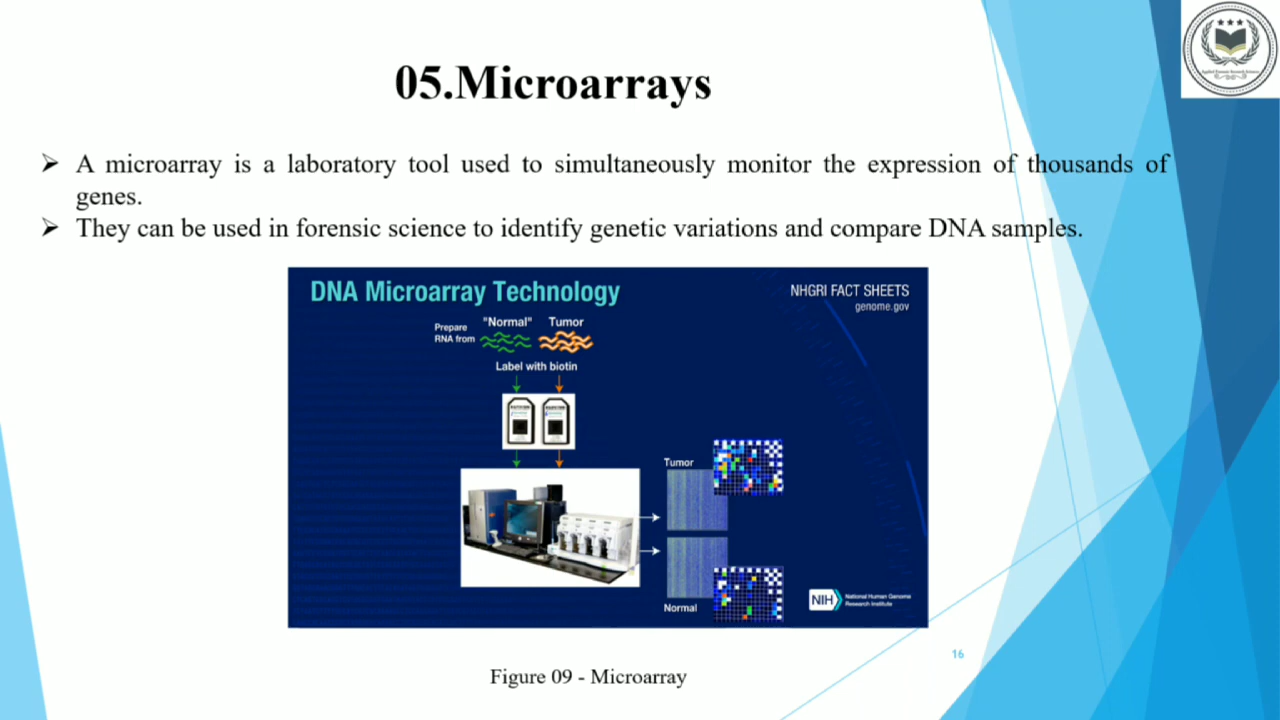 05.Microarrays
➢ A microarray is a laboratory tool used to simultaneously monitor the expression of thousands of
genes.
➢ They can be used in forensic science to identify genetic variations and compare DNA samples.
DNA Microarray Technology
NHGRI FACT SHEETS
genome.gov
Prepare
RNA from
"Normal"
Tumor
Label with biotin
Tumor
Normal
NIH
National Human Genome
Research Institute
16
Figure 09 - Microarray